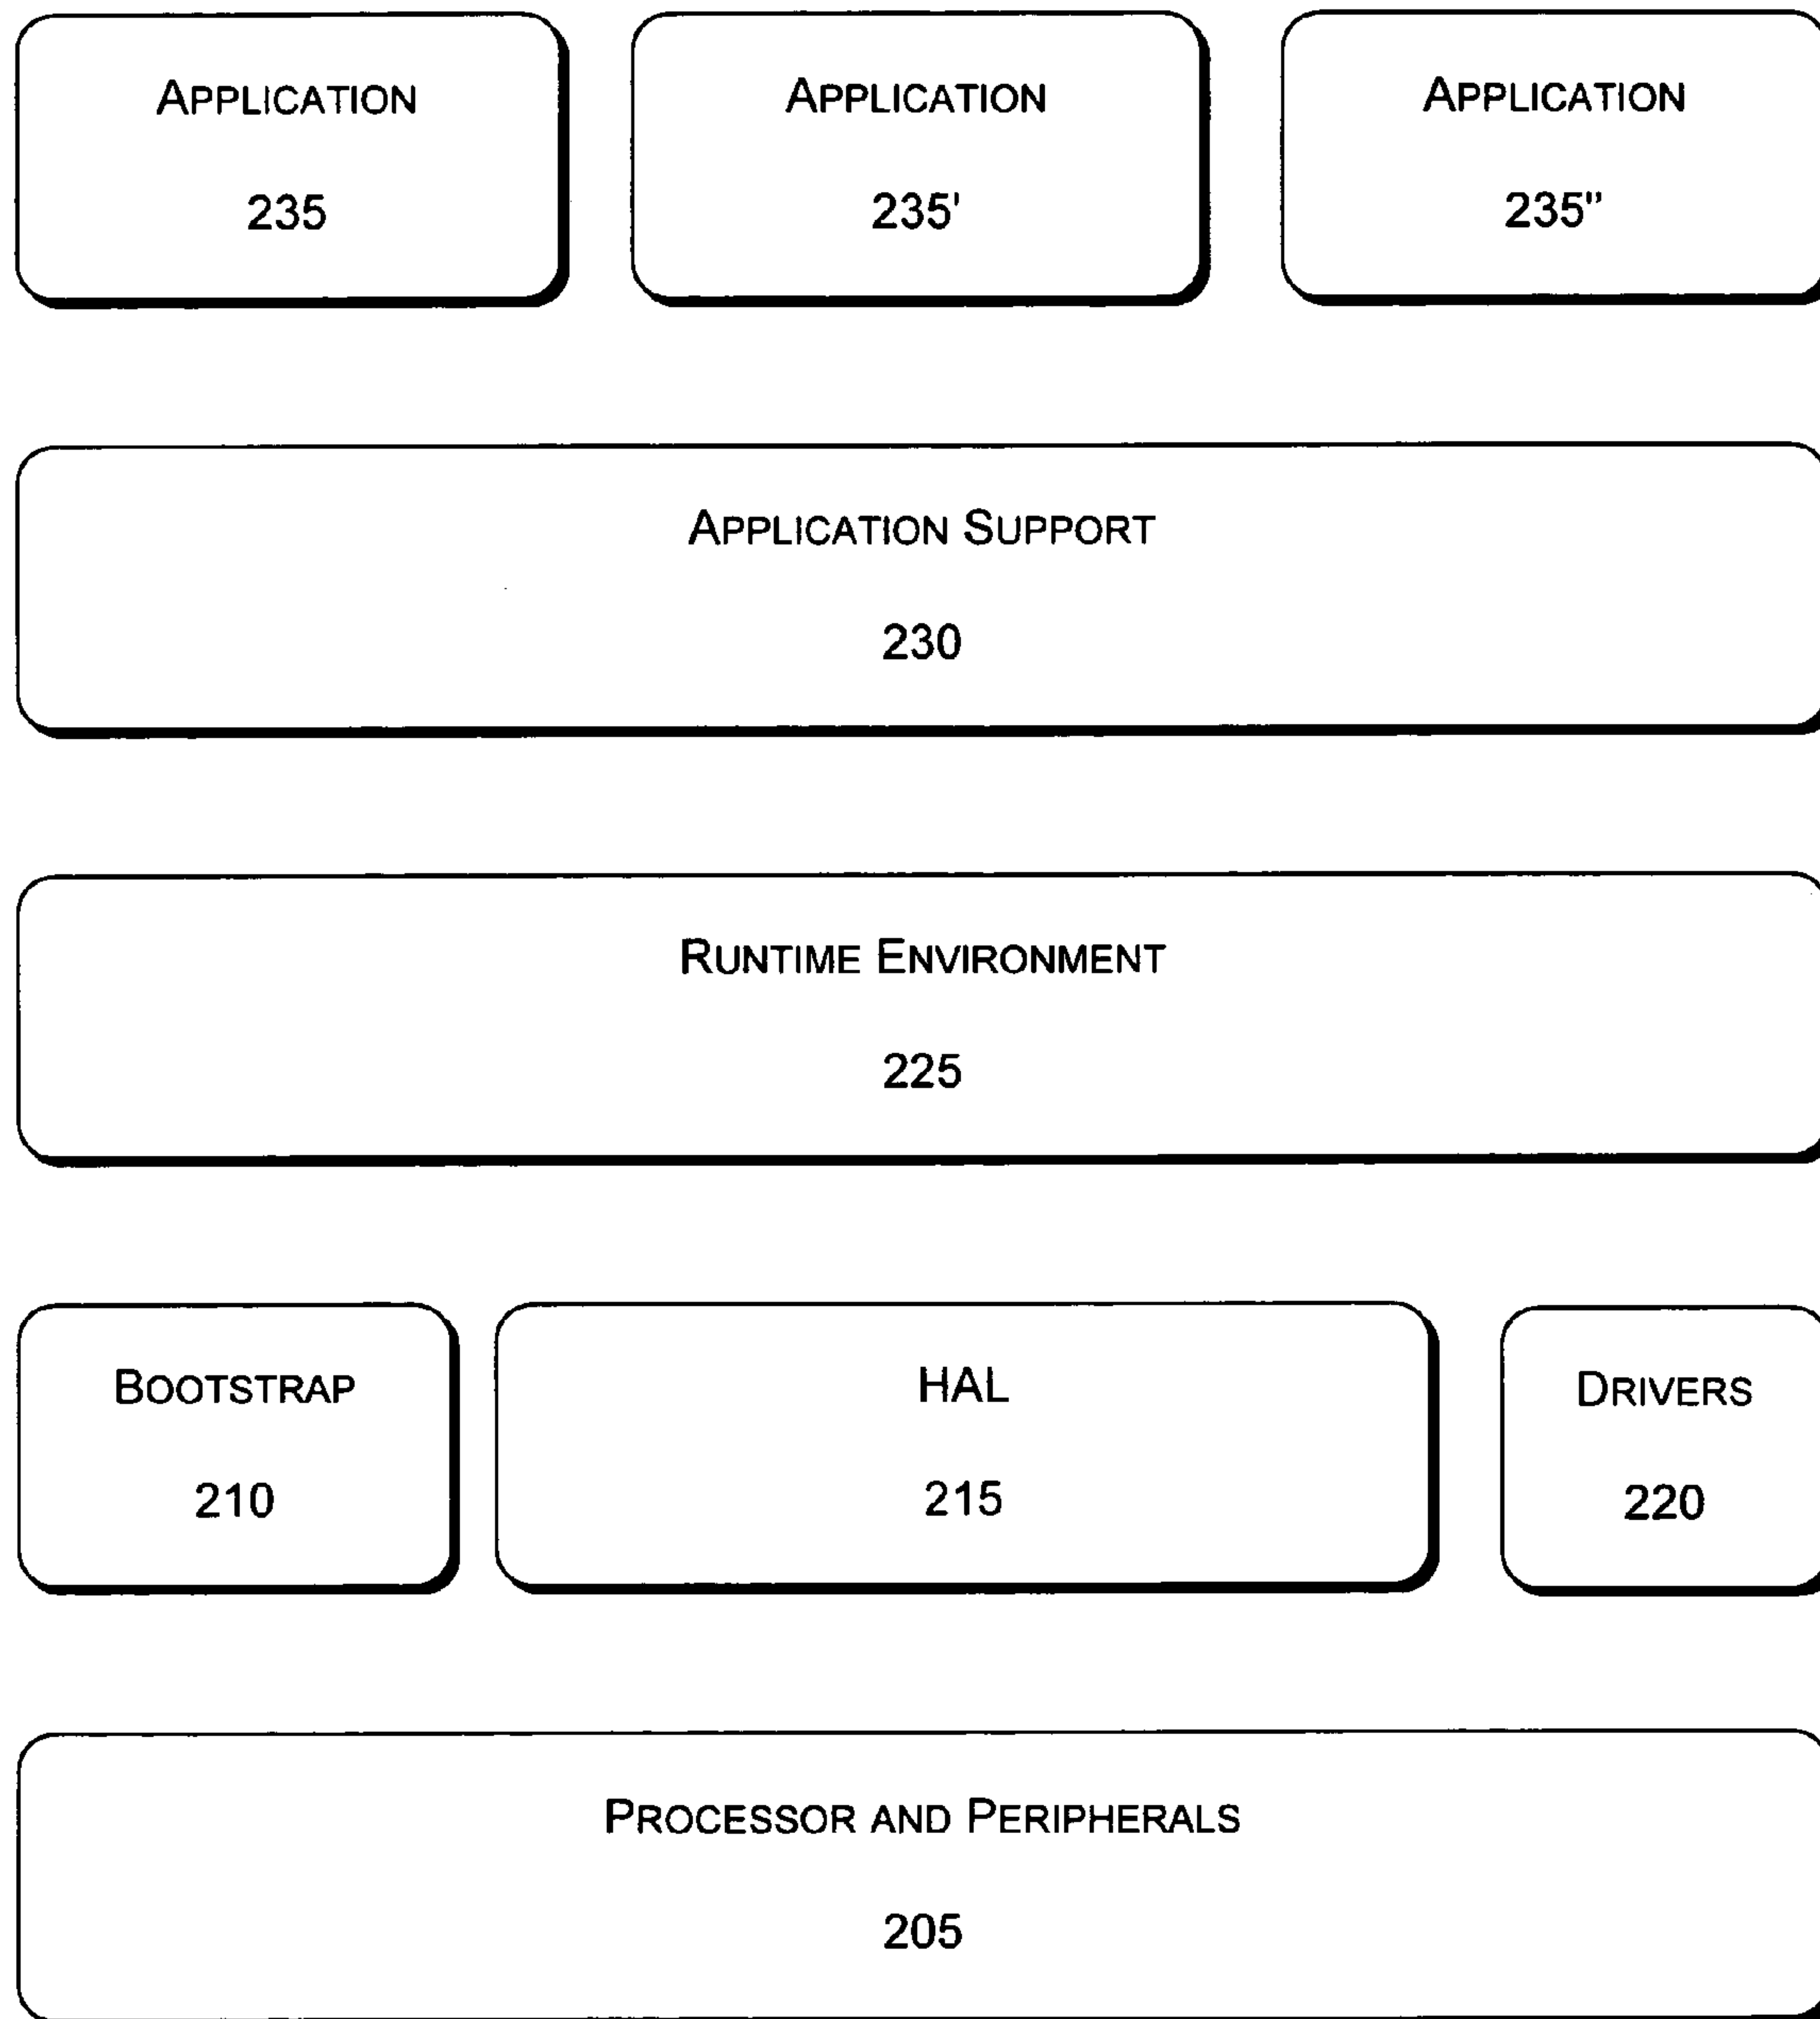 APPLICATION
235
APPLICATION
235'
APPLICATION
235"
APPLICATION SUPPORT
230
RUNTIME ENVIRONMENT
225
BOOTSTRAP
210
HAL
215
DRIVERS
220
PROCESSOR AND PERIPHERALS
205